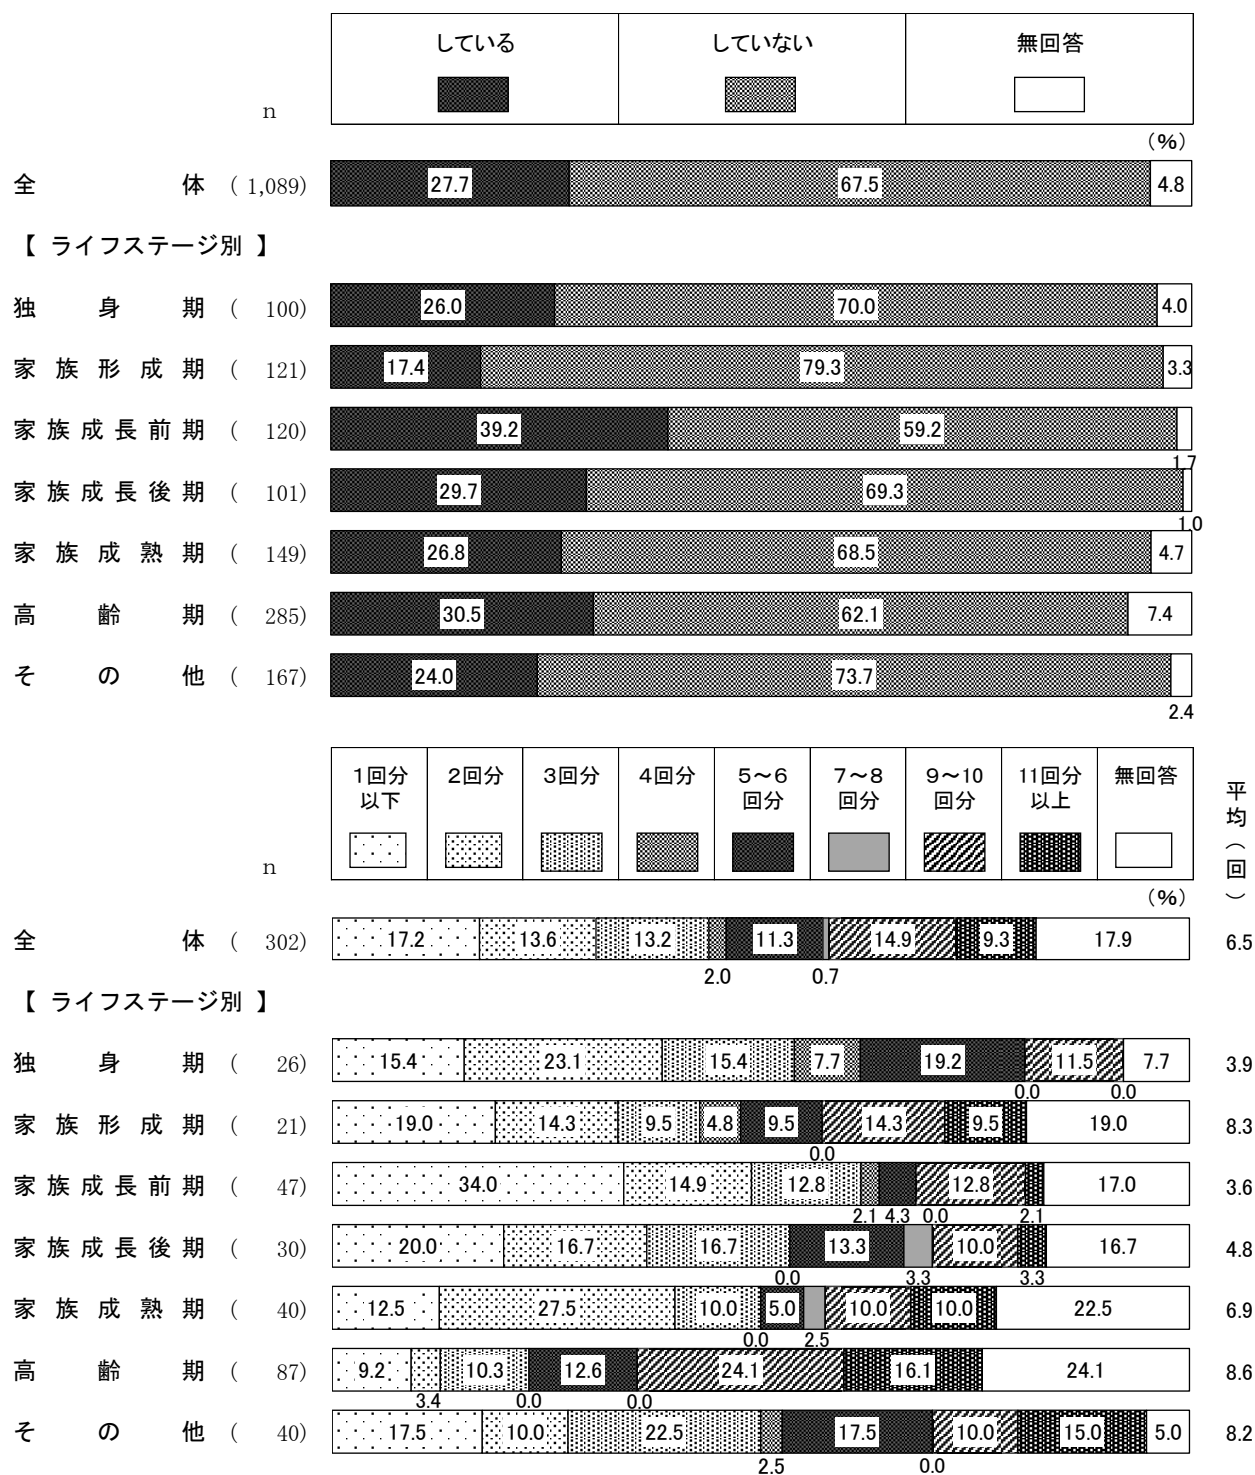 している していない 無回答
n
（%）
全体 （ 1,089） 27.7 67.5 4.8
【 ライフステージ別 】
独身期 （ 100） 26.0 70.0 4.0
家族形成期 （ 121） 17.4 79.3 3.3
家族成長前期 （ 120） 39.2 59.2
1.7
家族成長後期 （ 101） 29.7 69.3
1.0
家族成熟期 （ 149） 26.8 68.5 4.7
高齢期 （ 285） 30.5 62.1 7.4
その他 （ 167） 24.0 73.7
2.4
1回分以下 2回分 3回分 4回分 5～6回分 7～8回分 9～10回分 11回分以上 無回答
平均（回）
n
（%）
全体 （ 302） 17.2 13.6 13.2 11.3 14.9 9.3 17.9 6.5
2.0 0.7
【 ライフステージ別 】
独身期 （ 26） 15.4 23.1 15.4 7.7 19.2 11.5 7.7 3.9
0.0 0.0
家族形成期 （ 21） 19.0 14.3 9.5 4.8 9.5 14.3 9.5 19.0 8.3
0.0
家族成長前期 （ 47） 34.0 14.9 12.8 12.8 17.0 3.6
2.1 4.3 0.0 2.1
家族成長後期 （ 30） 20.0 16.7 16.7 13.3 10.0 16.7 4.8
0.0 3.3 3.3
家族成熟期 （ 40） 12.5 27.5 10.0 5.0 10.0 10.0 22.5 6.9
0.0 2.5
高齢期 （ 87） 9.2 10.3 12.6 24.1 16.1 24.1 8.6
3.4 0.0 0.0
その他 （ 40） 17.5 10.0 22.5 17.5 10.0 15.0 5.0 8.2
2.5 0.0